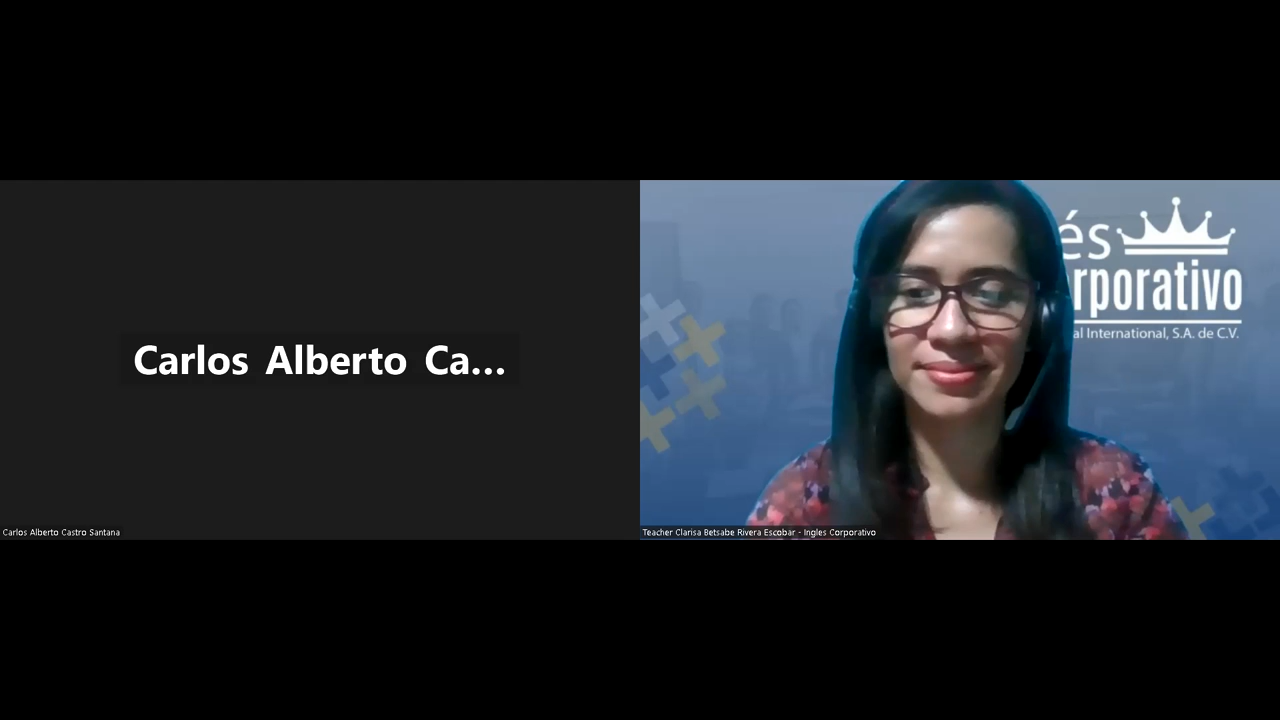 Carlos Alberto Ca...
Carlos Alberto Castro Santana
és
rporativo
al International, S.A. de C.V.
Teacher Clarisa Betsabe Rivera Escobar - Ingles Corporativo